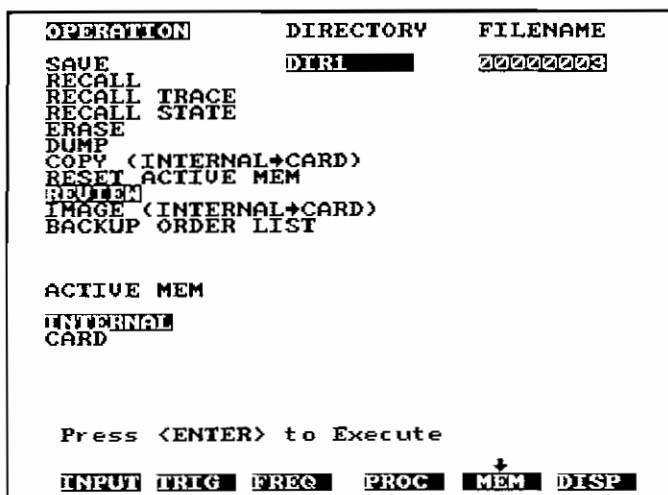 OPERATION DIRECTORY FILENAME
SAVE DIR1 00000003
RECALL
RECALL TRACE
RECALL STATE
ERASE
DUMP
COPY (INTERNAL→CARD)
RESET ACTIVE MEM
REVIEW
IMAGE (INTERNAL→CARD)
BACKUP ORDER LIST
ACTIVE MEM
INTERNAL
CARD
Press <ENTER> to Execute
INPUT TRIG FREQ PROC MEM DISP